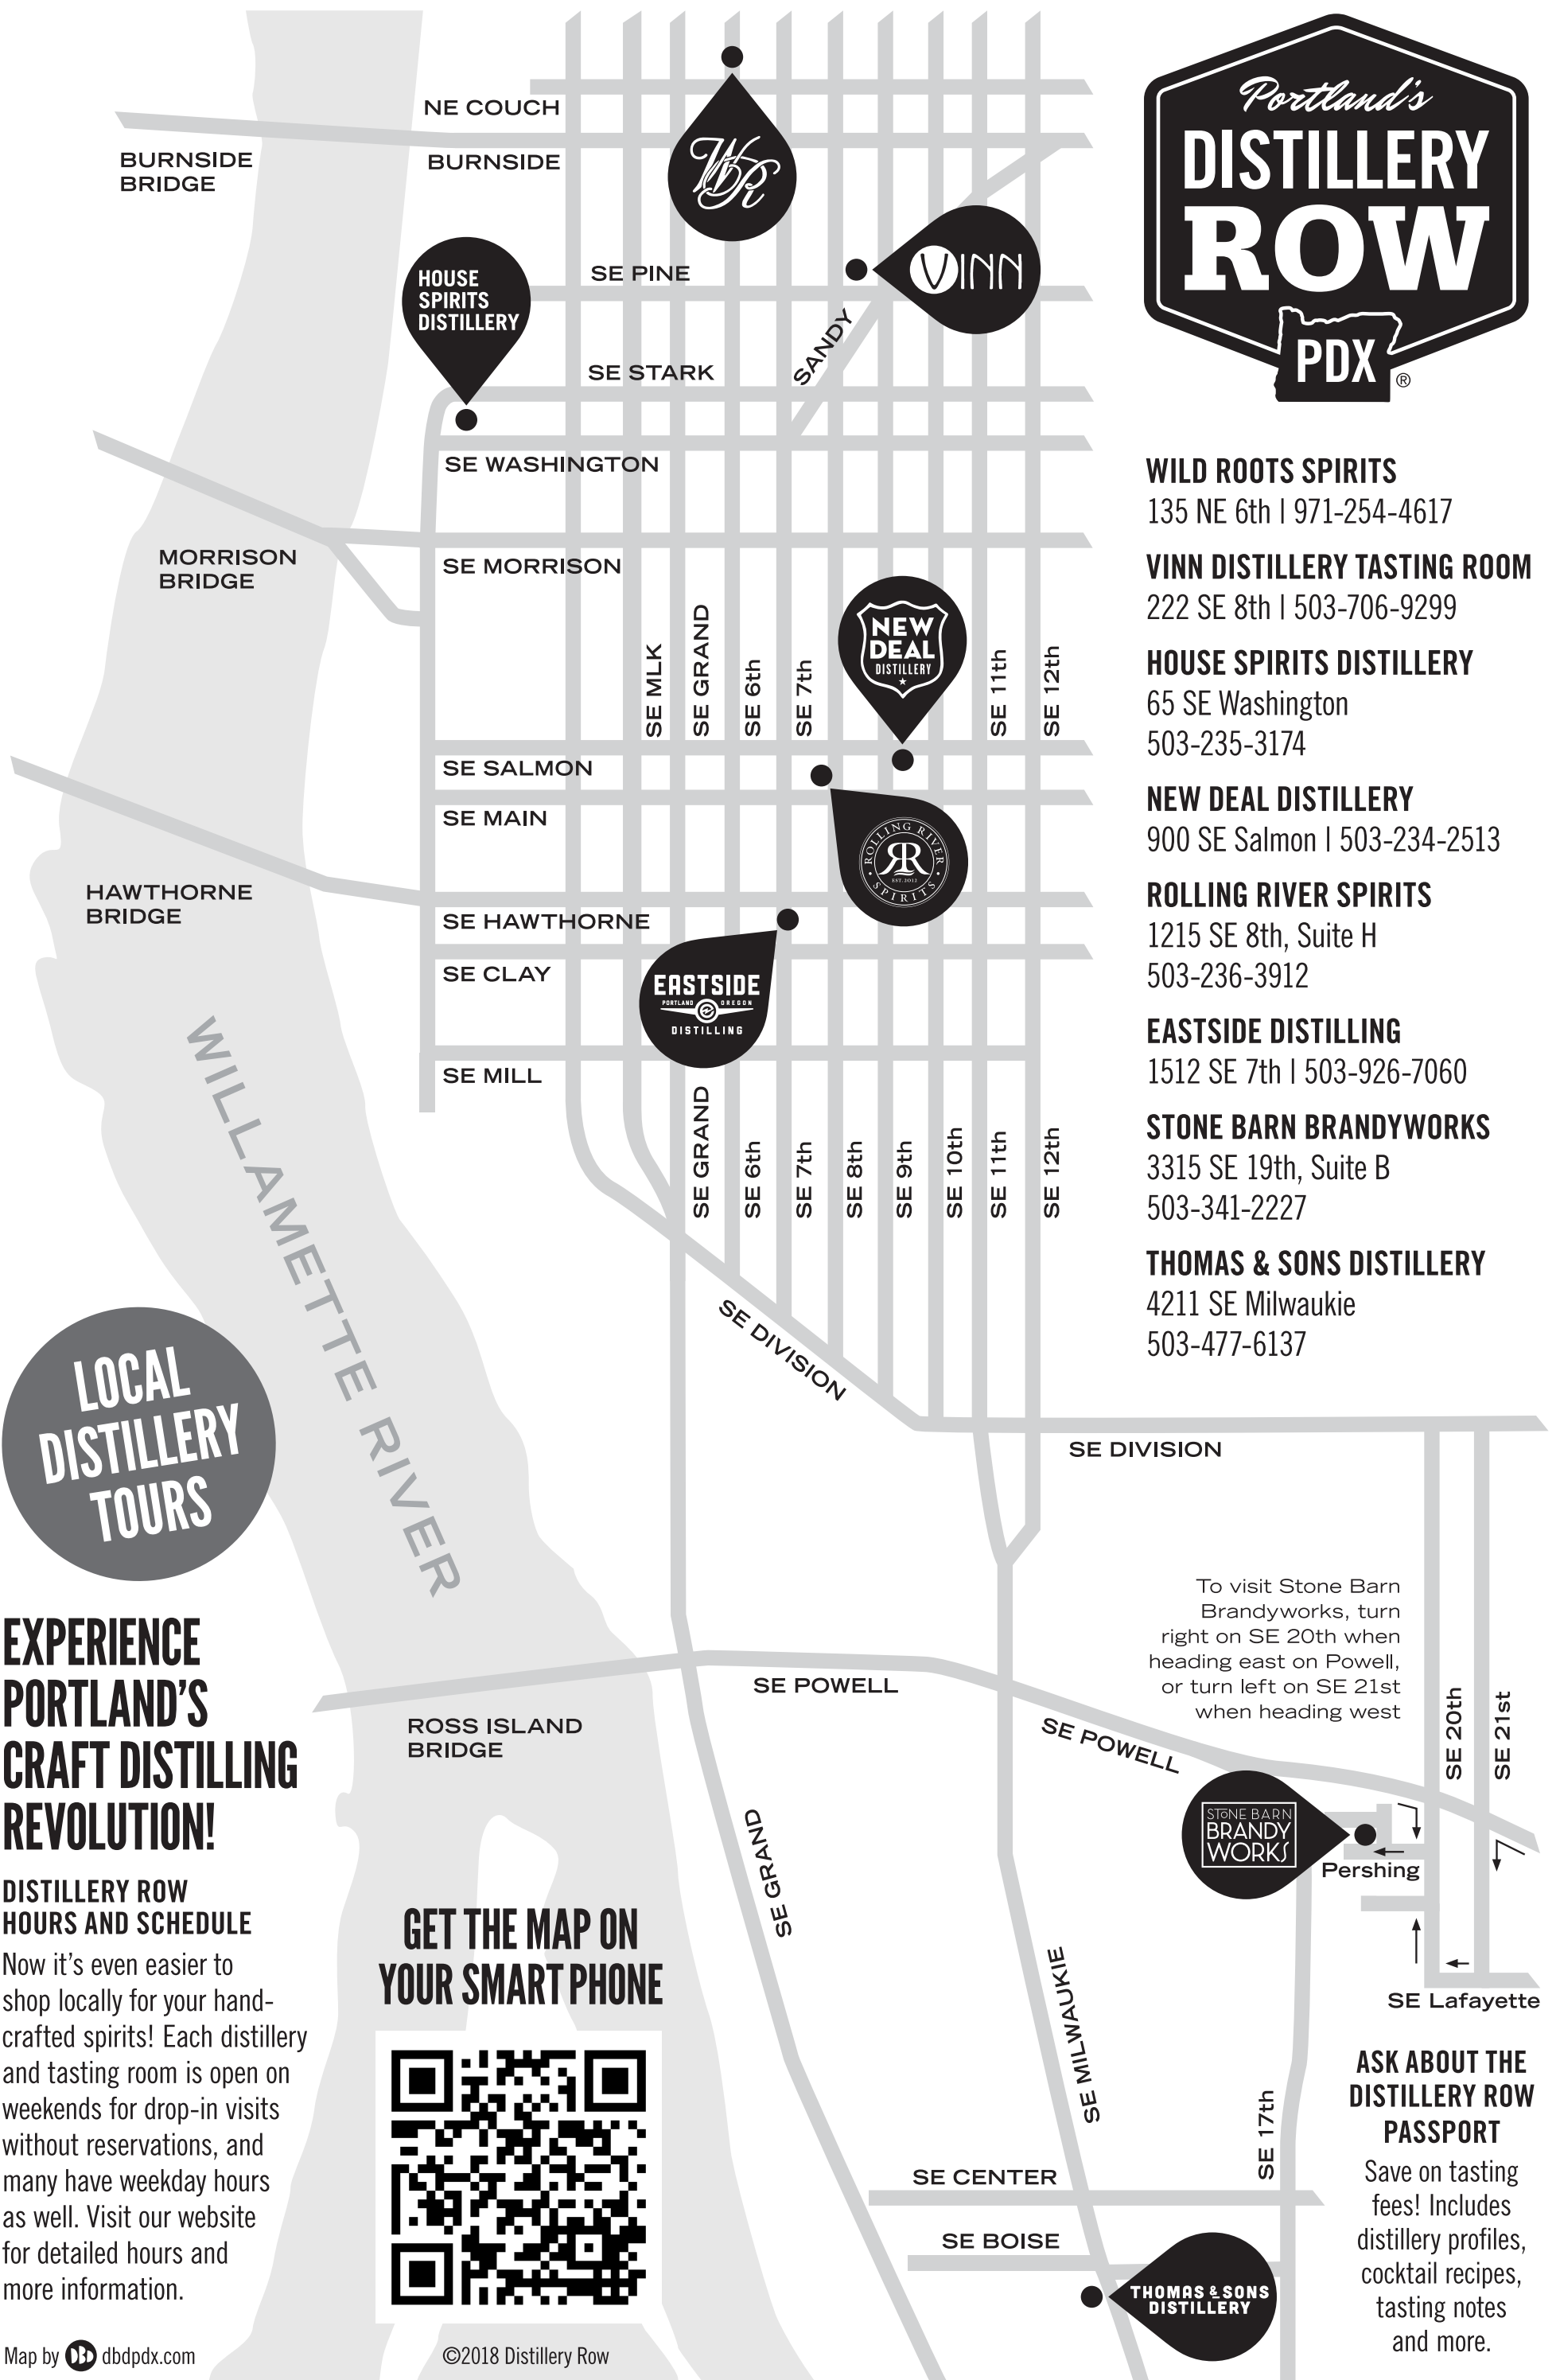 Portland's
DISTILLERY
ROW
PDX
®
NE COUCH
BURNSIDE
BRIDGE
BURNSIDE
WR
VINN
HOUSE
SPIRITS
DISTILLERY
SE PINE
SANDY
SE STARK
SE WASHINGTON
MORRISON
BRIDGE
SE MORRISON
NEW
DEAL
DISTILLERY
SE MLK
SE GRAND
SE 6th
SE 7th
SE 11th
SE 12th
SE SALMON
SE MAIN
ROLLING RIVER
RR
EST. 2012
SPIRITS
HAWTHORNE
BRIDGE
SE HAWTHORNE
SE CLAY
EASTSIDE
PORTLAND OREGON
DISTILLING
SE MILL
SE GRAND
SE 6th
SE 7th
SE 8th
SE 9th
SE 10th
SE 11th
SE 12th
WILLAMETTE RIVER
SE DIVISION
SE DIVISION
WILD ROOTS SPIRITS
135 NE 6th | 971-254-4617
VINN DISTILLERY TASTING ROOM
222 SE 8th | 503-706-9299
HOUSE SPIRITS DISTILLERY
65 SE Washington
503-235-3174
NEW DEAL DISTILLERY
900 SE Salmon | 503-234-2513
ROLLING RIVER SPIRITS
1215 SE 8th, Suite H
503-236-3912
EASTSIDE DISTILLING
1512 SE 7th | 503-926-7060
STONE BARN BRANDYWORKS
3315 SE 19th, Suite B
503-341-2227
THOMAS & SONS DISTILLERY
4211 SE Milwaukie
503-477-6137
LOCAL
DISTILLERY
TOURS
EXPERIENCE
PORTLAND'S
CRAFT DISTILLING
REVOLUTION!
DISTILLERY ROW
HOURS AND SCHEDULE
Now it's even easier to
shop locally for your hand-
crafted spirits! Each distillery
and tasting room is open on
weekends for drop-in visits
without reservations, and
many have weekday hours
as well. Visit our website
for detailed hours and
more information.
Map by DBD dbdpdx.com
To visit Stone Barn
Brandyworks, turn
right on SE 20th when
heading east on Powell,
or turn left on SE 21st
when heading west
SE POWELL
ROSS ISLAND
BRIDGE
SE POWELL
SE 20th
SE 21st
STONE BARN
BRANDY
WORKS
Pershing
SE GRAND
SE Lafayette
GET THE MAP ON
YOUR SMART PHONE
SE MILWAUKIE
SE 17th
SE CENTER
SE BOISE
THOMAS & SONS
DISTILLERY
ASK ABOUT THE
DISTILLERY ROW
PASSPORT
Save on tasting
fees! Includes
distillery profiles,
cocktail recipes,
tasting notes
and more.
©2018 Distillery Row